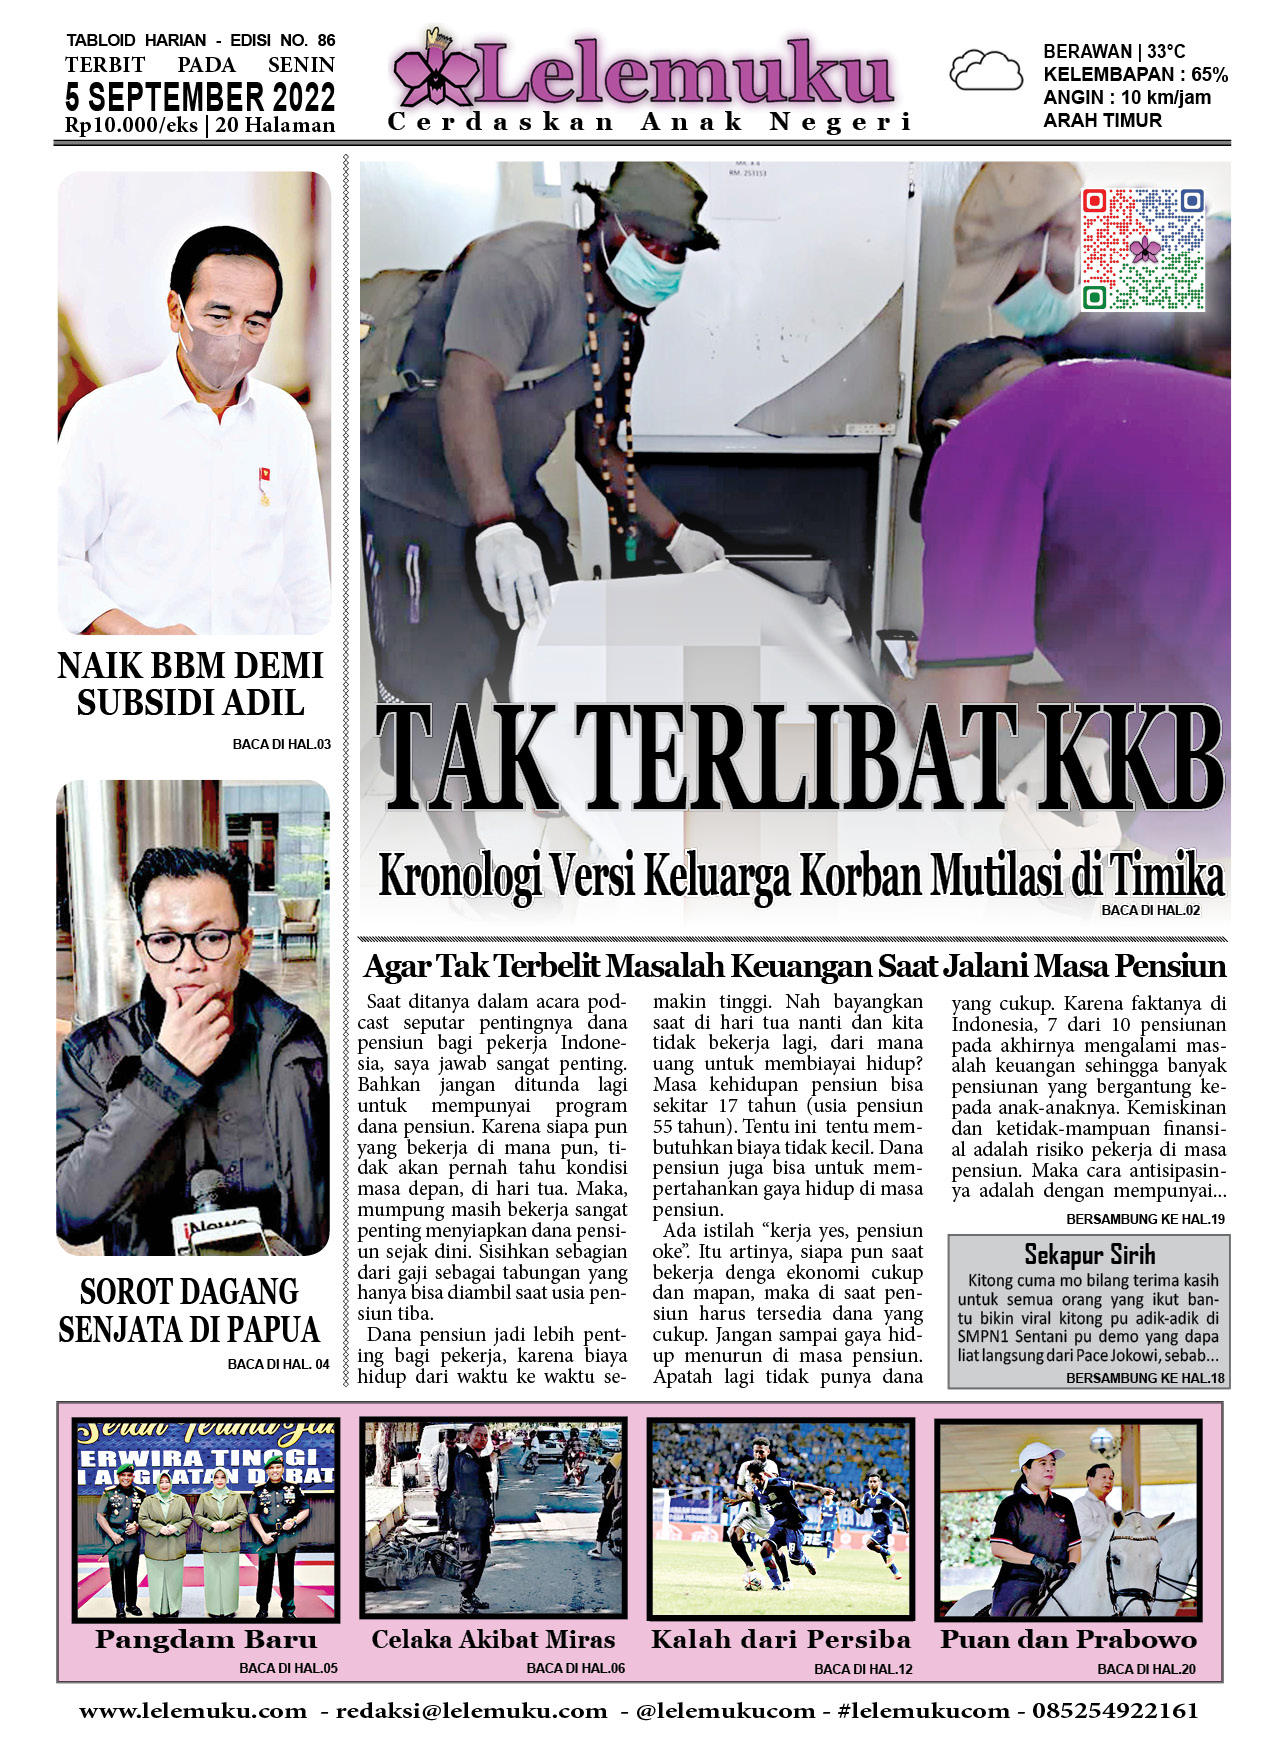 TABLOID HARIAN - EDISI NO. 86
TERBIT PADA SENIN
5 SEPTEMBER 2022
Rp10.000/eks | 20 Halaman
Lelemuku
Cerdaskan Anak Negeri
BERAWAN | 33°C
KELEMBAPAN : 65%
ANGIN : 10 km/jam
ARAH TIMUR
NAIK BBM DEMI
SUBSIDI ADIL
BACA DI HAL.03
iNews
SOROT DAGANG
SENJATA DI PAPUA
BACA DI HAL. 04
RM. 253153
TAK TERLIBAT KKB
Kronologi Versi Keluarga Korban Mutilasi di Timika
BACA DI HAL.02
Agar Tak Terbelit Masalah Keuangan Saat Jalani Masa Pensiun
Saat ditanya dalam acara pod-
cast seputar pentingnya dana
pensiun bagi pekerja Indone-
sia, saya jawab sangat penting.
Bahkan jangan ditunda lagi
untuk mempunyai program
dana pensiun. Karena siapa pun
yang bekerja di mana pun, ti-
dak akan pernah tahu kondisi
masa depan, di hari tua. Maka,
mumpung masih bekerja sangat
penting menyiapkan dana pensi-
un sejak dini. Sisihkan sebagian
dari gaji sebagai tabungan yang
hanya bisa diambil saat usia pen-
siun tiba.
Dana pensiun jadi lebih pent-
ing bagi pekerja, karena biaya
hidup dari waktu ke waktu se-
makin tinggi. Nah bayangkan
saat di hari tua nanti dan kita
tidak bekerja lagi, dari mana
uang untuk membiayai hidup?
Masa kehidupan pensiun bisa
sekitar 17 tahun (usia pensiun
55 tahun). Tentu ini tentu mem-
butuhkan biaya tidak kecil. Dana
pensiun juga bisa untuk mem-
pertahankan gaya hidup di masa
pensiun.
Ada istilah “kerja yes, pensiun
oke”. Itu artinya, siapa pun saat
bekerja denga ekonomi cukup
dan mapan, maka di saat pen-
siun harus tersedia dana yang
cukup. Jangan sampai gaya hid-
up menurun di masa pensiun.
Apatah lagi tidak punya dana
yang cukup. Karena faktanya di
Indonesia, 7 dari 10 pensiunan
pada akhirnya mengalami mas-
alah keuangan sehingga banyak
pensiunan yang bergantung ke-
pada anak-anaknya. Kemiskinan
dan ketidak-mampuan finansi-
al adalah risiko pekerja di masa
pensiun. Maka cara antisipasin-
ya adalah dengan mempunyai...
BERSAMBUNG KE HAL.19
Sekapur Sirih
Kitong cuma mo bilang terima kasih
untuk semua orang yang ikut ban-
tu bikin viral kitong pu adik-adik di
SMPN1 Sentani pu demo yang dapa
liat langsung dari Pace Jokowi, sebab...
BERSAMBUNG KE HAL.18
Serah Terima Ja
ERWIRA TINGGI
I ANGKATAN DARAT
Pangdam Baru
BACA DI HAL.05
Celaka Akibat Miras
BACA DI HAL.06
Kalah dari Persiba
BACA DI HAL.12
Puan dan Prabowo
BACA DI HAL.20
www.lelemuku.com - redaksi@lelemuku.com - @lelemukucom - #lelemukucom - 085254922161